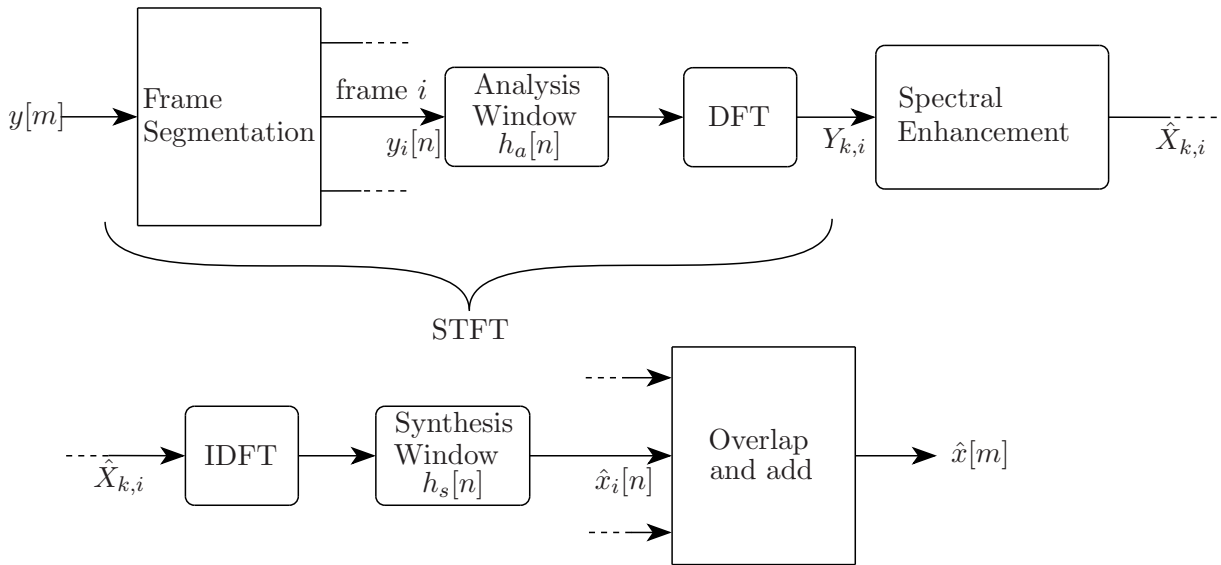 y[m]
Frame
Segmentation
frame i
y_i[n]
Analysis
Window
h_a[n]
DFT
Y_{k,i}
Spectral
Enhancement
X̂_{k,i}
STFT
X̂_{k,i}
IDFT
Synthesis
Window
h_s[n]
x̂_i[n]
Overlap
and add
x̂[m]